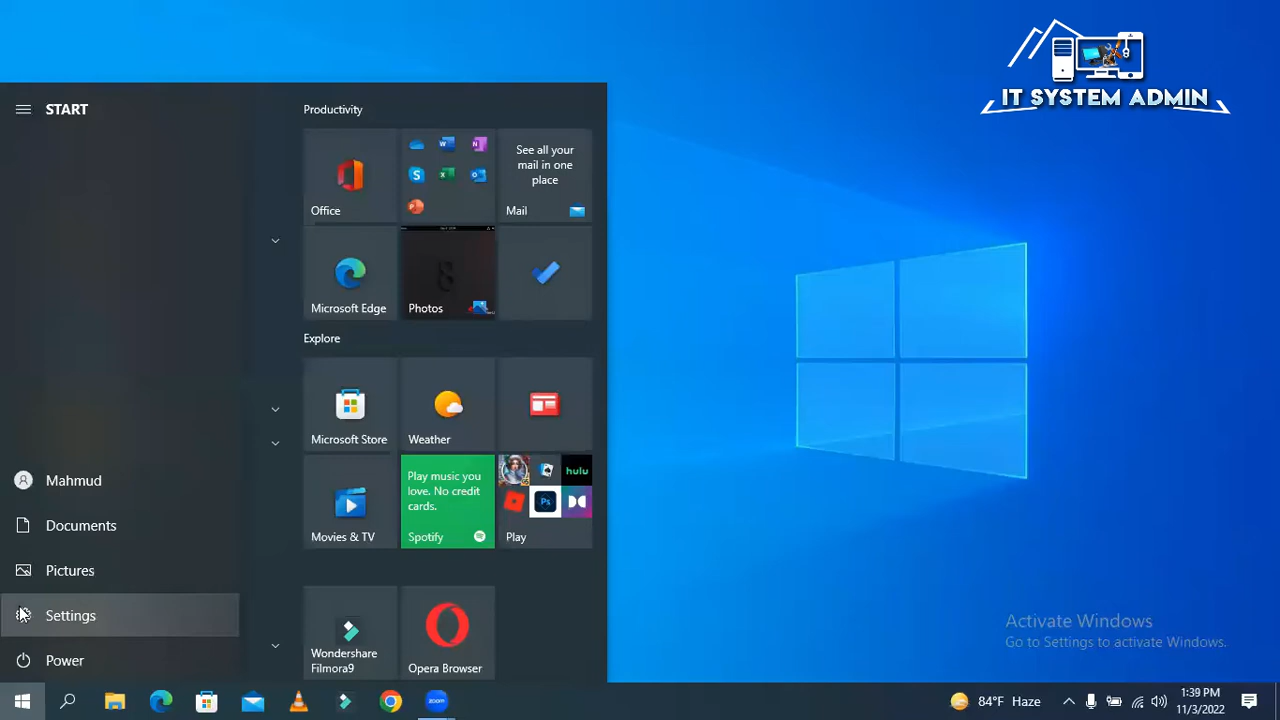 IT SYSTEM ADMIN
START
Productivity
See all your
mail in one
place
Office
Mail
Microsoft Edge
Photos
Explore
Microsoft Store
Weather
hulu
Ps
Play music you
love. No credit
cards.
Movies & TV
Spotify
Play
Mahmud
Documents
Pictures
Settings
Power
Wondershare
Filmora9
Opera Browser
Activate Windows
Go to Settings to activate Windows.
zoom
84°F Haze
1:39 PM
11/3/2022